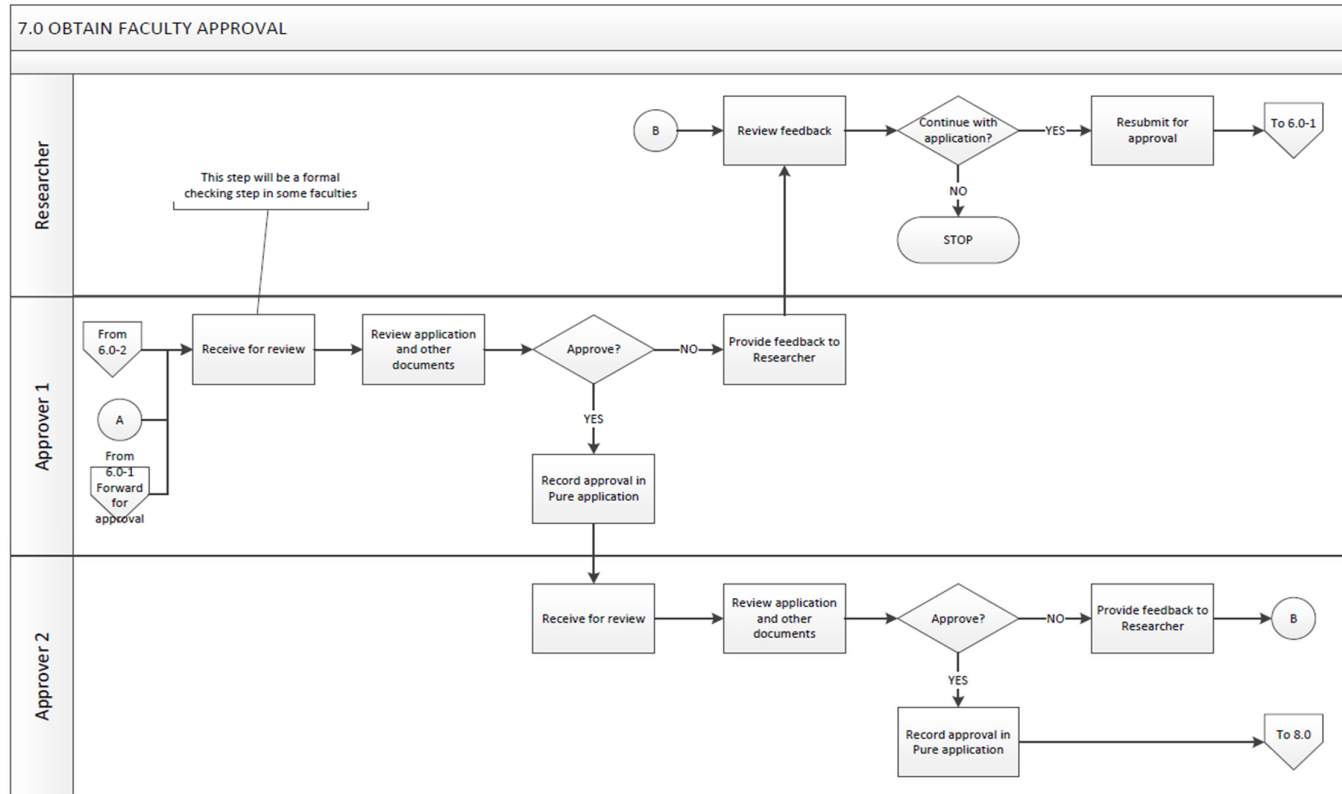 7.0 OBTAIN FACULTY APPROVAL
Researcher
B
Review feedback
Continue with
application?
YES
Resubmit for
approval
To 6.0-1
NO
STOP
This step will be a formal
checking step in some faculties
Approver 1
From
6.0-2
A
From
6.0-1
Forward
for
approval
Receive for review
Review application
and other
documents
Approve?
NO
Provide feedback to
Researcher
YES
Record approval in
Pure application
Approver 2
Receive for review
Review application
and other
documents
Approve?
NO
Provide feedback to
Researcher
B
YES
Record approval in
Pure application
To 8.0